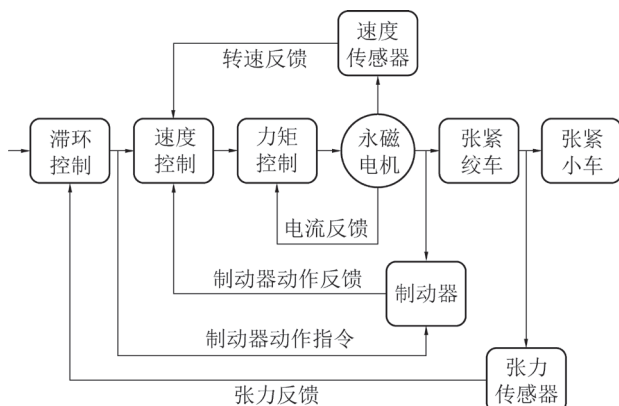 速度
传感器
转速反馈
滞环
控制
速度
控制
力矩
控制
永磁
电机
张紧
绞车
张紧
小车
电流反馈
制动器动作反馈
制动器
制动器动作指令
张力
传感器
张力反馈